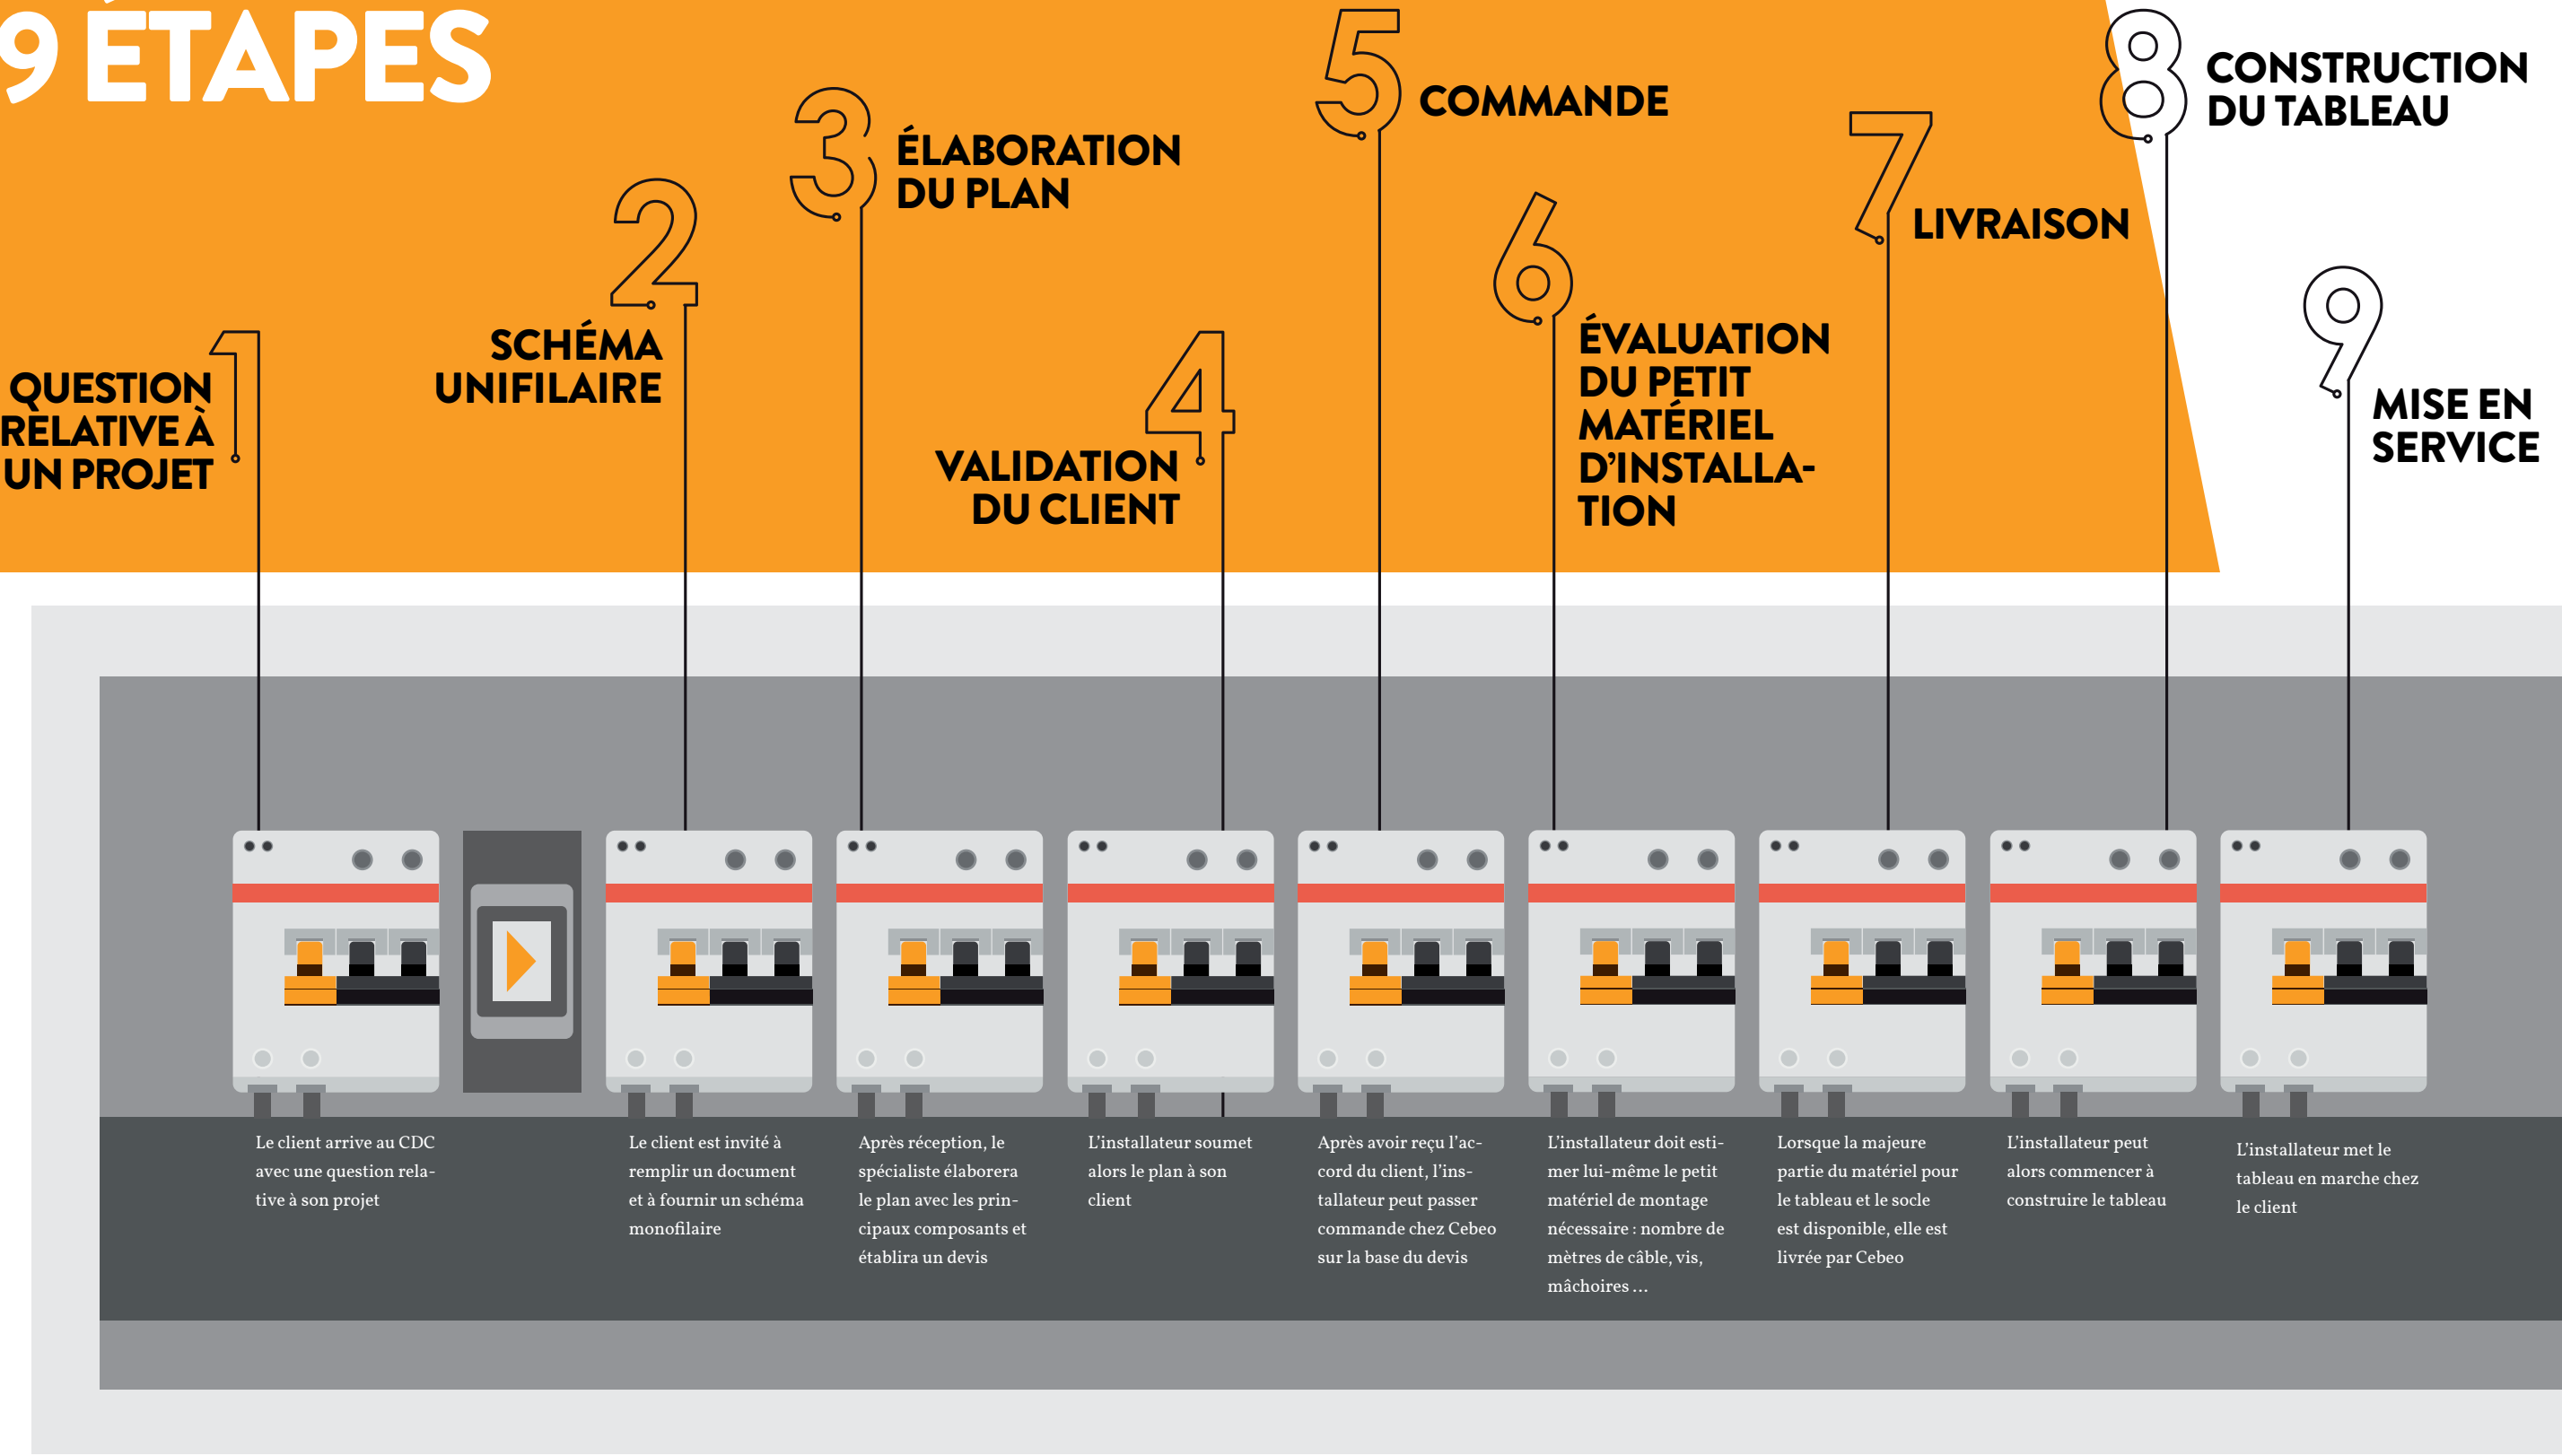 9 ÉTAPES
1
QUESTION
RELATIVE À
UN PROJET
2
SCHÉMA
UNIFILAIRE
3
ÉLABORATION
DU PLAN
4
VALIDATION
DU CLIENT
5
COMMANDE
6
ÉVALUATION
DU PETIT
MATÉRIEL
D’INSTALLA-
TION
7
LIVRAISON
8
CONSTRUCTION
DU TABLEAU
9
MISE EN
SERVICE
Le client arrive au CDC
avec une question rela-
tive à son projet
Le client est invité à
remplir un document
et à fournir un schéma
monofilaire
Après réception, le
spécialiste élaborera
le plan avec les prin-
cipaux composants et
établira un devis
L’installateur soumet
alors le plan à son
client
Après avoir reçu l’ac-
cord du client, l’ins-
tallateur peut passer
commande chez Cebeo
sur la base du devis
L’installateur doit esti-
mer lui-même le petit
matériel de montage
nécessaire : nombre de
mètres de câble, vis,
mâchoires …
Lorsque la majeure
partie du matériel pour
le tableau et le socle
est disponible, elle est
livrée par Cebeo
L’installateur peut
alors commencer à
construire le tableau
L’installateur met le
tableau en marche chez
le client